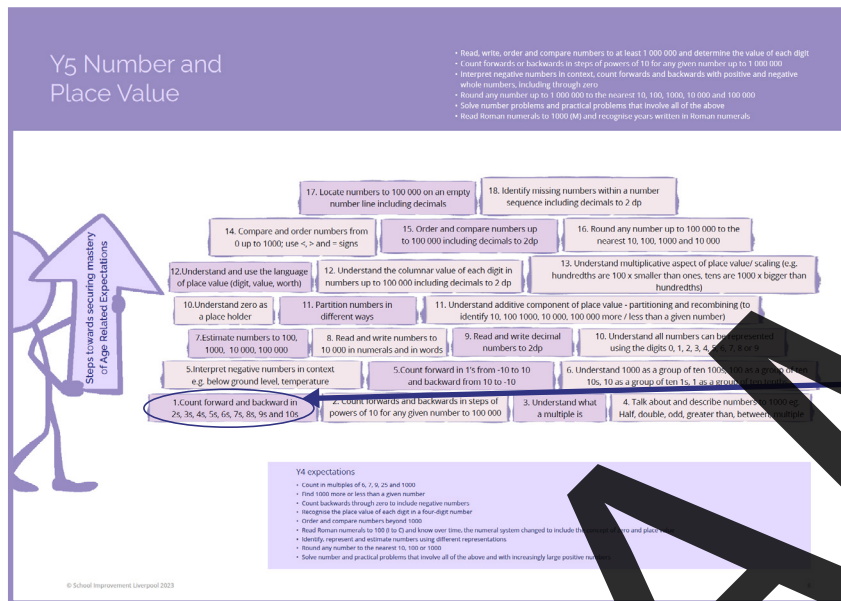 Y5 Number and
Place Value
• Read, write, order and compare numbers to at least 1 000 000 and determine the value of each digit
• Count forwards or backwards in steps of powers of 10 for any given number up to 1 000 000
• Interpret negative numbers in context, count forwards and backwards with positive and negative
whole numbers, including through zero
• Round any number up to 1 000 000 to the nearest 10, 100, 1000, 10 000 and 100 000
• Solve number problems and practical problems that involve all of the above
• Read Roman numerals to 1000 (M) and recognise years written in Roman numerals
17. Locate numbers to 100 000 on an empty
number line including decimals
18. Identify missing numbers within a number
sequence including decimals to 2 dp
14. Compare and order numbers from
0 up to 1000; use <, > and = signs
15. Order and compare numbers up
to 100 000 including decimals to 2dp
16. Round any number up to 100 000 to the
nearest 10, 100, 1000 and 10 000
12.Understand and use the language
of place value (digit, value, worth)
12. Understand the columnar value of each digit in
numbers up to 100 000 including decimals to 2 dp
13. Understand multiplicative aspect of place value/ scaling (e.g.
hundredths are 100 x smaller than ones, tens are 1000 x bigger than
hundredths)
10.Understand zero as
a place holder
11. Partition numbers in
different ways
11. Understand additive component of place value - partitioning and recombining (to
identify 10, 100 1000, 10 000, 100 000 more / less than a given number)
7.Estimate numbers to 100,
1000, 10 000, 100 000
8. Read and write numbers to
10 000 in numerals and in words
9. Read and write decimal
numbers to 2dp
10. Understand all numbers can be represented
using the digits 0, 1, 2, 3, 4, 5, 6, 7, 8 or 9
5.Interpret negative numbers in context
e.g. below ground level, temperature
5.Count forward in 1's from -10 to 10
and backward from 10 to -10
6. Understand 1000 as a group of ten 100s, 100 as a group of ten
10s, 10 as a group of ten 1s, 1 as a group of ten
1.Count forward and backward in
2s, 3s, 4s, 5s, 6s, 7s, 8s, 9s and 10s
2. Count forwards and backwards in steps of
powers of 10 for any given number to 100 000
3. Understand what
a multiple is
4. Talk about and describe numbers to 1000 eg.
Half, double, odd, greater than, between, multiple
Steps towards securing mastery
of Age Related Expectations
Y4 expectations
• Count in multiples of 6, 7, 9, 25 and 1000
• Find 1000 more or less than a given number
• Count backwards through zero to include negative numbers
• Recognise the place value of each digit in a four-digit number
• Order and compare numbers beyond 1000
• Read Roman numerals to 100 (I to C) and know over time, the numeral system changed to include the concept of zero and place value
• Identify, represent and estimate numbers using different representations
• Round any number to the nearest 10, 100 or 1000
• Solve number and practical problems that involve all of the above and with increasingly large positive
© School Improvement Liverpool 2023